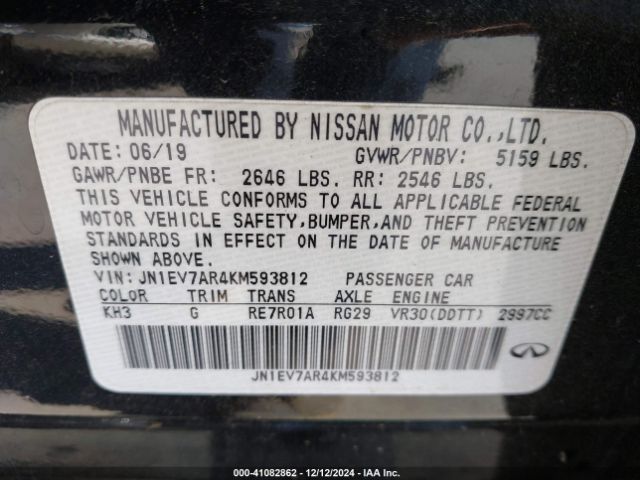 MANUFACTURED BY NISSAN MOTOR CO.,LTD.
DATE: 06/19 GVWR/PNBV: 5159 LBS.
GAWR/PNBE FR: 2646 LBS. RR: 2546 LBS.
THIS VEHICLE CONFORMS TO ALL APPLICABLE FEDERAL
MOTOR VEHICLE SAFETY,BUMPER,AND THEFT PREVENTION
STANDARDS IN EFFECT ON THE DATE OF MANUFACTURE
SHOWN ABOVE.
VIN: JN1EV7AR4KM593812 PASSENGER CAR
COLOR TRIM TRANS AXLE ENGINE
KH3 G RE7R01A RG29 VR30(DDTT) 2997CC
JN1EV7AR4KM593812
000-41082862 - 12/12/2024 - IAA Inc.